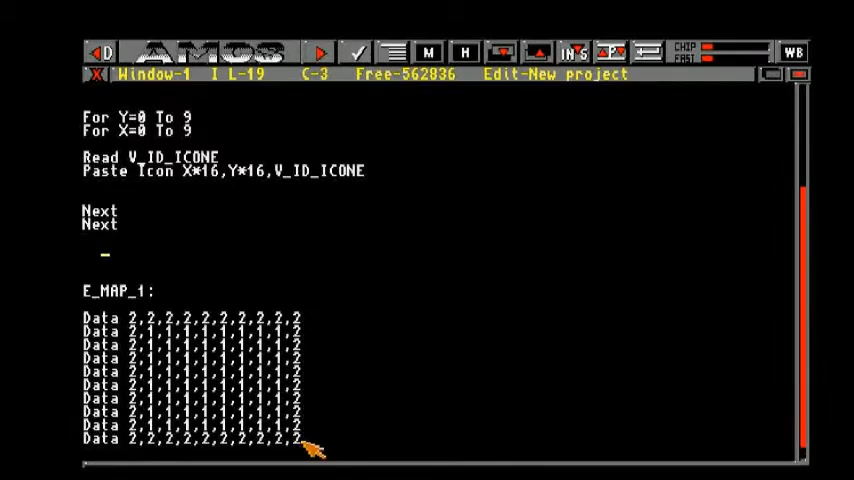 D AMOS M H INS P CHIP FAST WB
X Window-1 I L-19 C-3 Free-562836 Edit-New project
For Y=0 To 9
For X=0 To 9
Read V_ID_ICONE
Paste Icon X*16,Y*16,V_ID_ICONE
Next
Next
E_MAP_1:
Data 2,2,2,2,2,2,2,2,2,2
Data 2,1,1,1,1,1,1,1,1,2
Data 2,1,1,1,1,1,1,1,1,2
Data 2,1,1,1,1,1,1,1,1,2
Data 2,1,1,1,1,1,1,1,1,2
Data 2,1,1,1,1,1,1,1,1,2
Data 2,1,1,1,1,1,1,1,1,2
Data 2,1,1,1,1,1,1,1,1,2
Data 2,1,1,1,1,1,1,1,1,2
Data 2,2,2,2,2,2,2,2,2,2